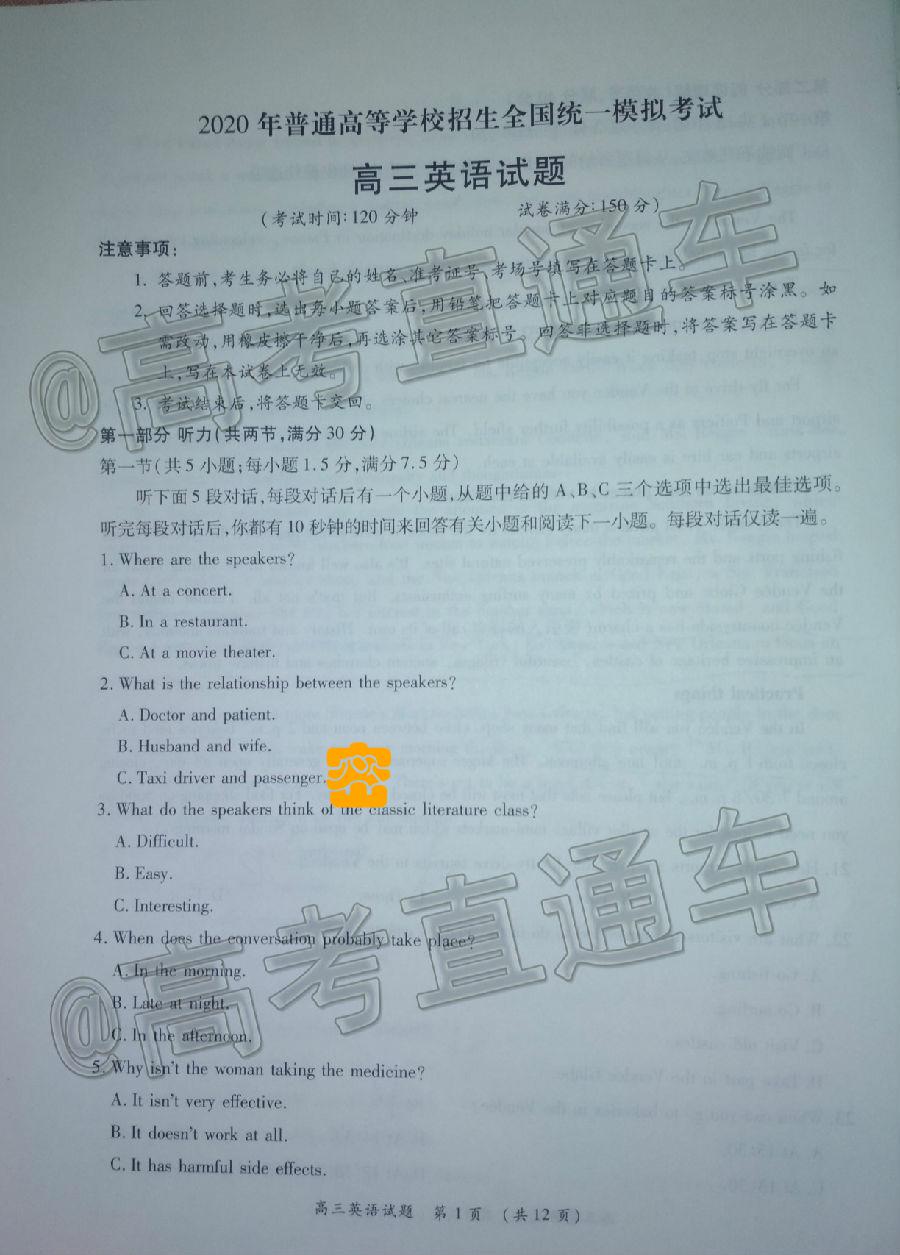 2020年普通高等学校招生全国统一模拟考试
高三英语试题
(考试时间:120分钟 试卷满分:150分)
注意事项:
1. 答题前,考生务必将自己的姓名、准考证号、考场号填写在答题卡上。
2. 回答选择题时,选出每小题答案后,用铅笔把答题卡上对应题目的答案标号涂黑。如
需改动,用橡皮擦干净后,再选涂其它答案标号。回答非选择题时,将答案写在答题卡
上,写在本试卷上无效。
3. 考试结束后,将答题卡交回。
@高考直通车
第一部分 听力(共两节,满分30分)
第一节(共5小题;每小题1.5分,满分7.5分)
听下面5段对话,每段对话后有一个小题,从题中给的A、B、C三个选项中选出最佳选项。
听完每段对话后,你都有10秒钟的时间来回答有关小题和阅读下一小题。每段对话仅读一遍。
1. Where are the speakers?
A. At a concert.
B. In a restaurant.
C. At a movie theater.
2. What is the relationship between the speakers?
A. Doctor and patient.
B. Husband and wife.
C. Taxi driver and passenger.
3. What do the speakers think of the classic literature class?
A. Difficult.
B. Easy.
C. Interesting.
4. When does the conversation probably take place?
A. In the morning.
B. Late at night.
C. In the afternoon.
@高考直通车
5. Why isn't the woman taking the medicine?
A. It isn't very effective.
B. It doesn't work at all.
C. It has harmful side effects.
高三英语试题 第1页 (共12页)